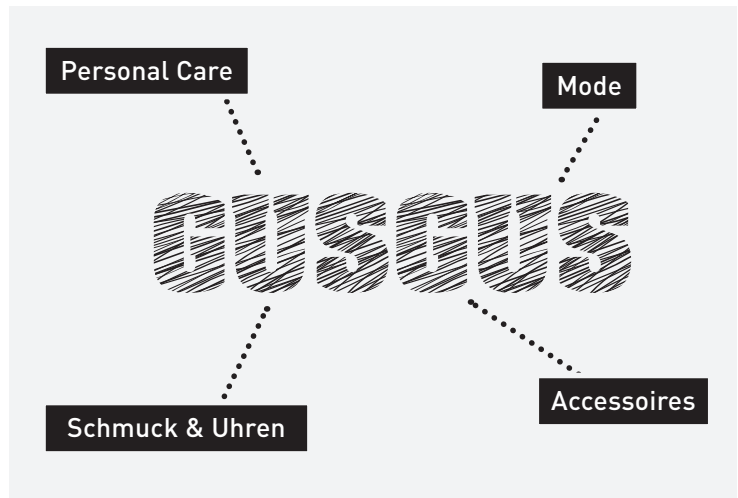 Personal Care
Mode
GUSGUS
Schmuck & Uhren
Accessoires